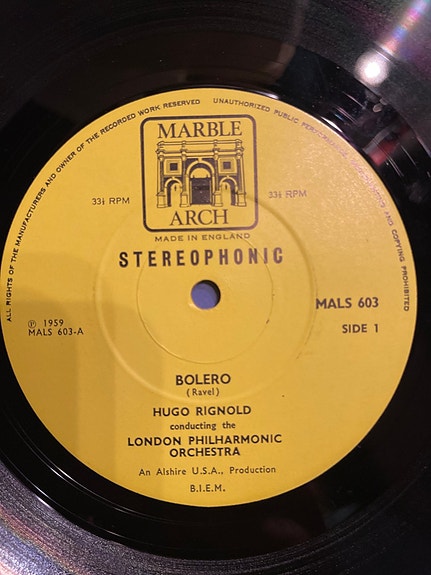 ALL RIGHTS OF THE MANUFACTURERS AND OWNER OF THE RECORDED WORK RESERVED
UNAUTHORIZED PUBLIC
COPYING PROHIBITED
MARBLE
ARCH
33⅓ RPM
33⅓ RPM
MADE IN ENGLAND
STEREOPHONIC
MALS 603
℗ 1959
MALS 603-A
SIDE 1
BOLERO
(Ravel)
HUGO RIGNOLD
conducting the
LONDON PHILHARMONIC
ORCHESTRA
An Alshire U.S.A., Production
B.I.E.M.